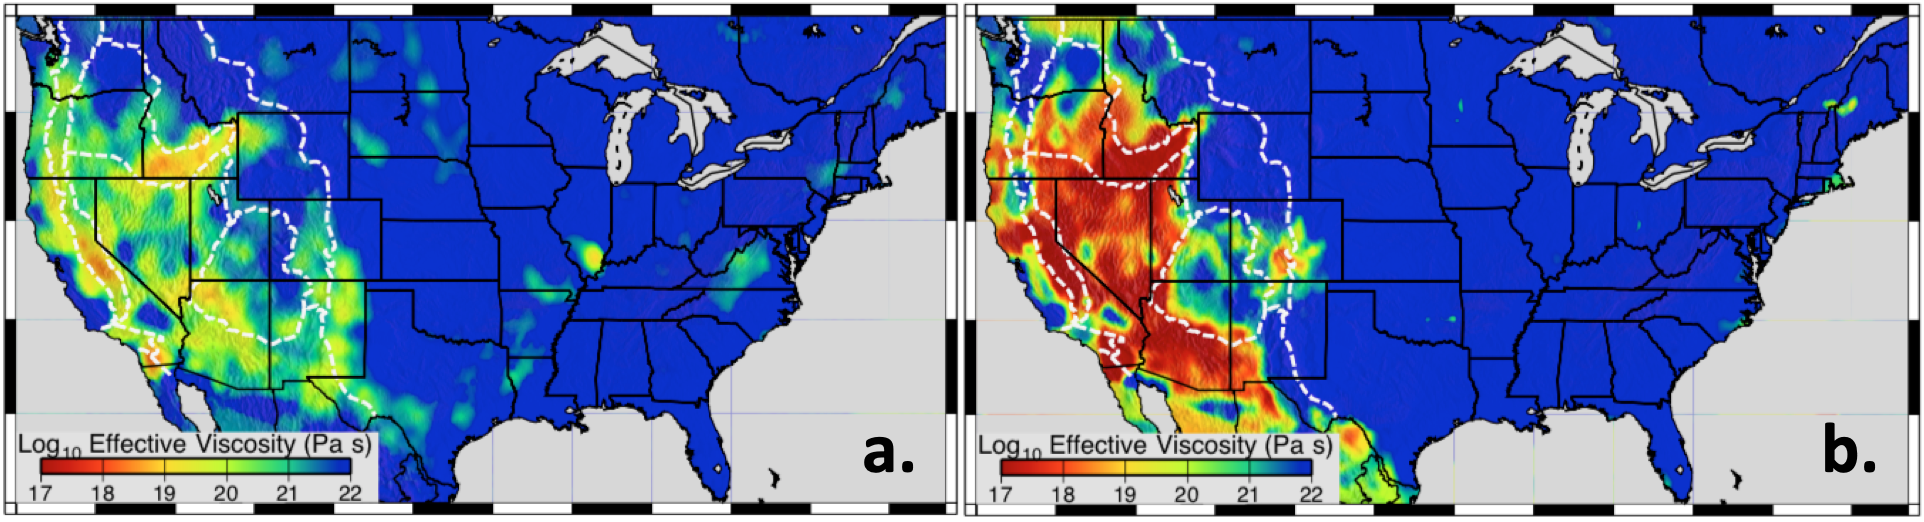 Log₁₀ Effective Viscosity (Pa s)
17 18 19 20 21 22
a.
Log₁₀ Effective Viscosity (Pa s)
17 18 19 20 21 22
b.